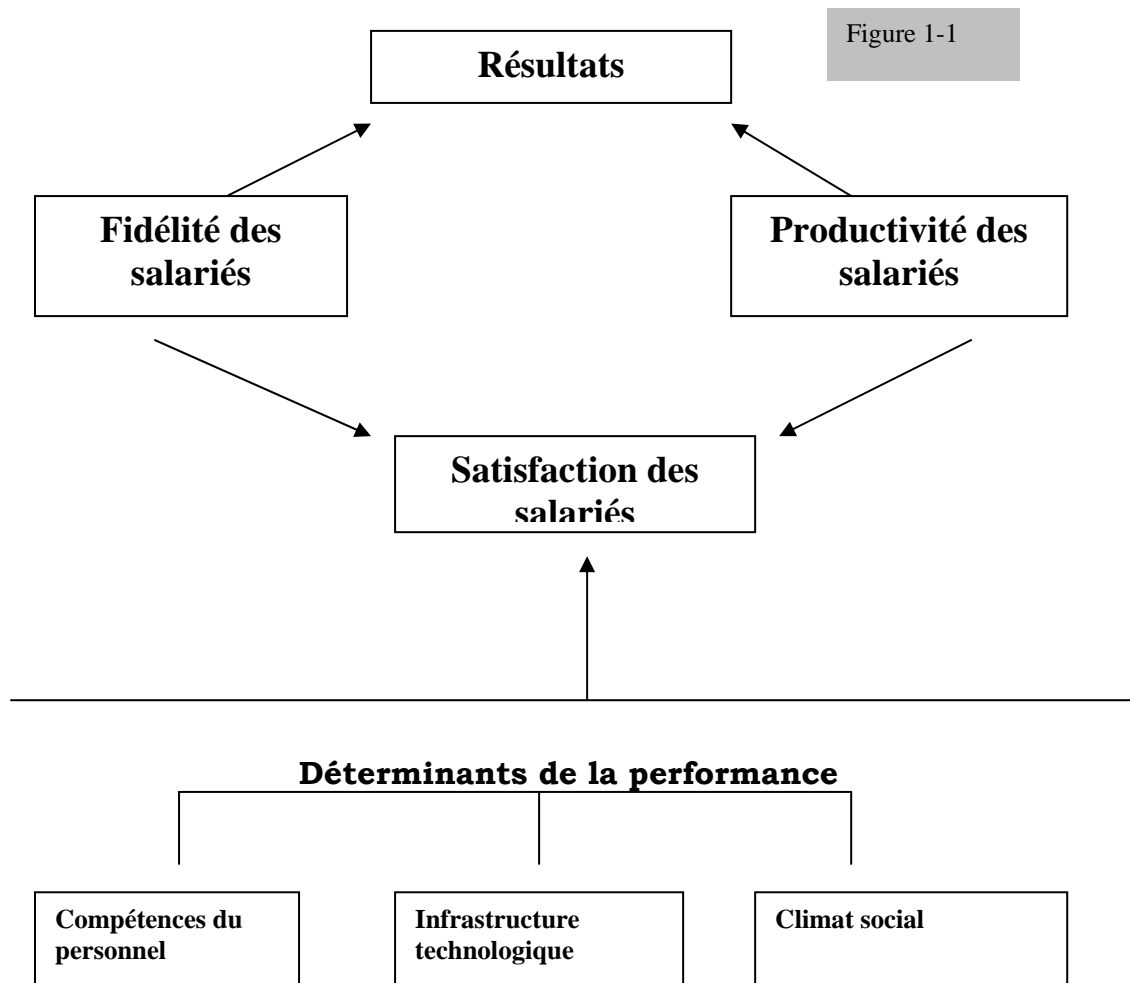 Figure 1-1
Résultats
Fidélité des
salariés
Productivité des
salariés
Satisfaction des
salariés
Déterminants de la performance
Compétences du
personnel
Infrastructure
technologique
Climat social